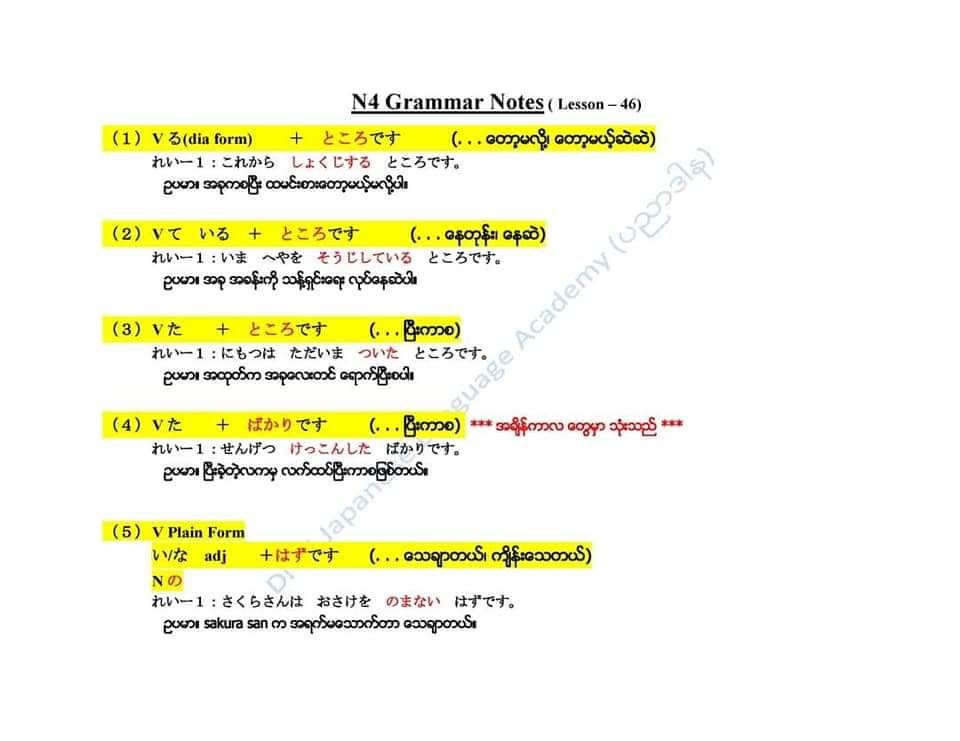 N4 Grammar Notes ( Lesson – 46)
（1）V る(dia form) ＋ ところです (. . . တော့မလို့၊ တော့မယ့်ဆဲဆဲ)
れい－１：これから しょくじする ところです。
ဥပမာ။ အခုကစပြီး ထမင်းစားတော့မယ့်မလို့ပါ။
（2）V て いる ＋ ところです (. . . နေတုန်း၊ နေဆဲ)
れい－１：いま へやを そうじしている ところです。
ဥပမာ။ အခု အခန်းကို သန့်ရှင်းရေး လုပ်နေဆဲပါ။
（3）V た ＋ ところです (. . . ပြီးကာစ)
れい－１：にもつは ただいま ついた ところです。
ဥပမာ။ အထုတ်က အခုလေးတင် ရောက်ပြီးစပါ။
（4）V た ＋ ばかりです (. . . ပြီးကာစ) *** အချိန်ကာလ တွေမှာ သုံးသည် ***
れい－１：せんげつ けっこんした ばかりです。
ဥပမာ။ ပြီးခဲ့တဲ့လကမှ လက်ထပ်ပြီးကာစဖြစ်တယ်။
（5）V Plain Form
い/な adj ＋はずです (. . . သေချာတယ်၊ ကျိန်းသေတယ်)
N の
れい－１：さくらさんは おさけを のまない はずです。
ဥပမာ။ sakura san က အရက်မသောက်တာ သေချာတယ်။
Language Academy (ပညာဒါန)